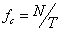 f_c = N/T